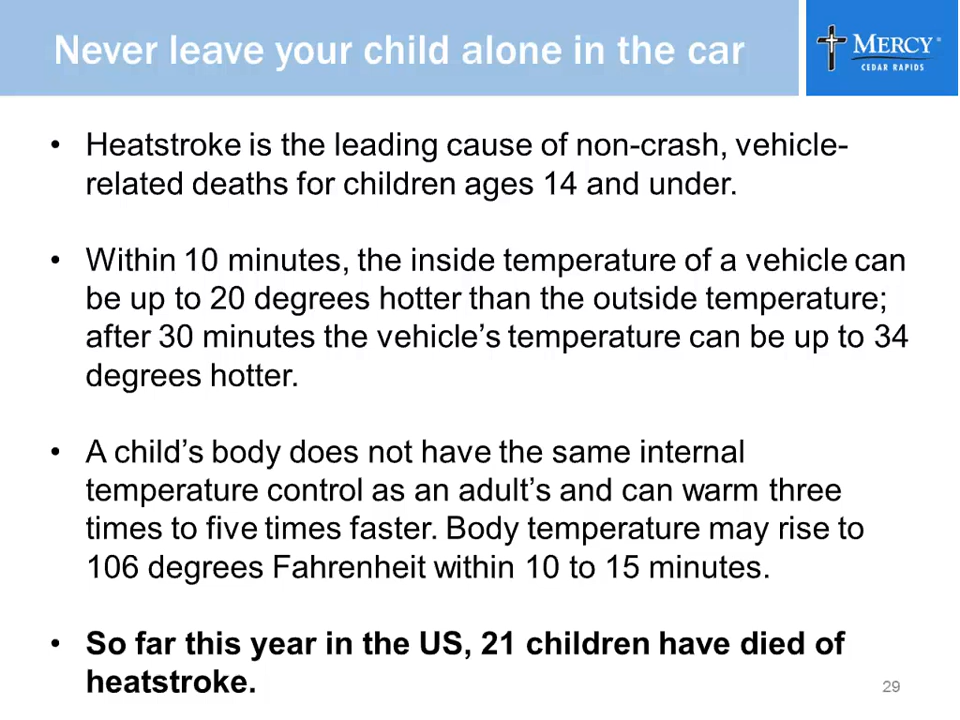 Never leave your child alone in the car
MERCY®
CEDAR RAPIDS
• Heatstroke is the leading cause of non-crash, vehicle-
related deaths for children ages 14 and under.
• Within 10 minutes, the inside temperature of a vehicle can
be up to 20 degrees hotter than the outside temperature;
after 30 minutes the vehicle’s temperature can be up to 34
degrees hotter.
• A child’s body does not have the same internal
temperature control as an adult’s and can warm three
times to five times faster. Body temperature may rise to
106 degrees Fahrenheit within 10 to 15 minutes.
• So far this year in the US, 21 children have died of
heatstroke.
29